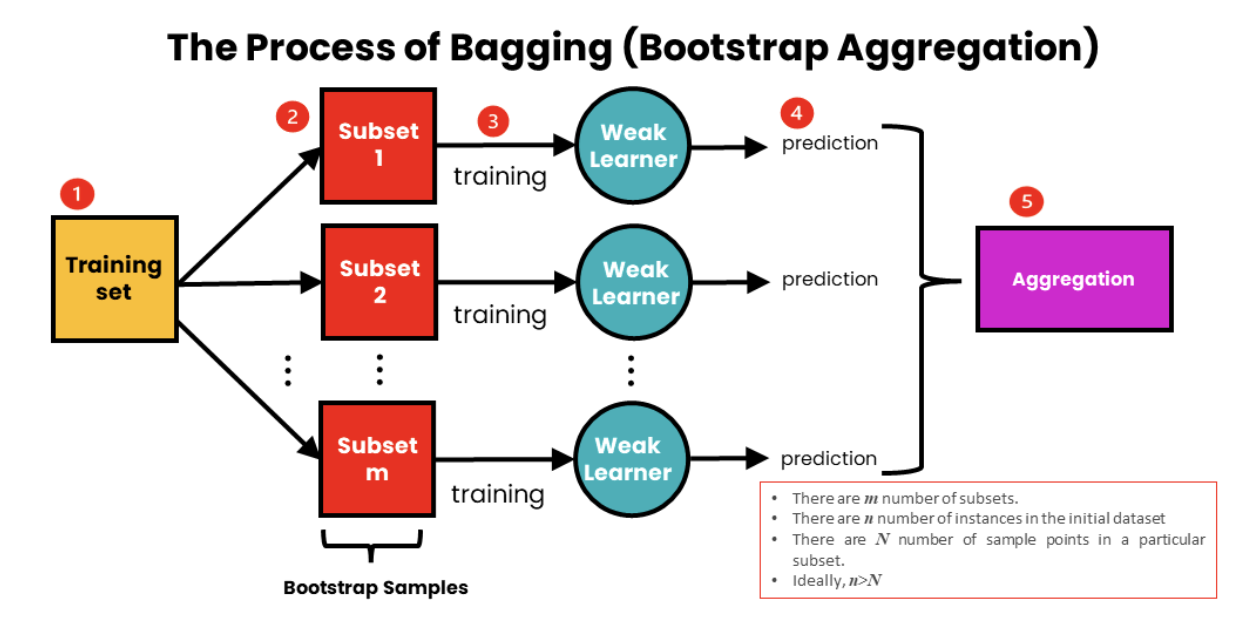 The Process of Bagging (Bootstrap Aggregation)
1
Training
set
2
Subset
1
3
training
Weak
Learner
4
prediction
Subset
2
training
Weak
Learner
prediction
Subset
m
training
Weak
Learner
prediction
5
Aggregation
Bootstrap Samples
• There are m number of subsets.
• There are n number of instances in the initial dataset
• There are N number of sample points in a particular
subset.
• Ideally, n>N